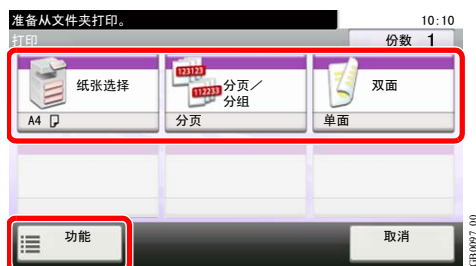 准备从文件夹打印。
10:10
打印
份数 1
纸张选择
A4
123123
112233
分页／
分组
分页
双面
单面
功能
取消
GB0097_00